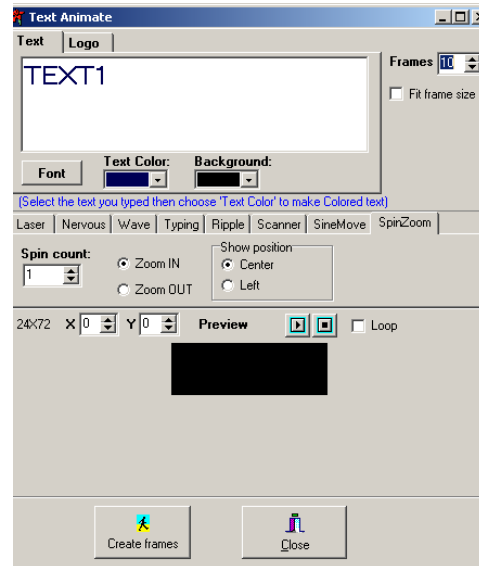 Text Animate
Text Logo
TEXT1
Frames 10
Fit frame size
Font
Text Color: Background:
(Select the text you typed then choose 'Text Color' to make Colored text)
Laser Nervous Wave Typing Ripple Scanner SineMove SpinZoom
Spin count:
1
Zoom IN
Zoom OUT
Show position
Center
Left
24X72 X 0 Y 0 Preview Loop
Create frames
Close